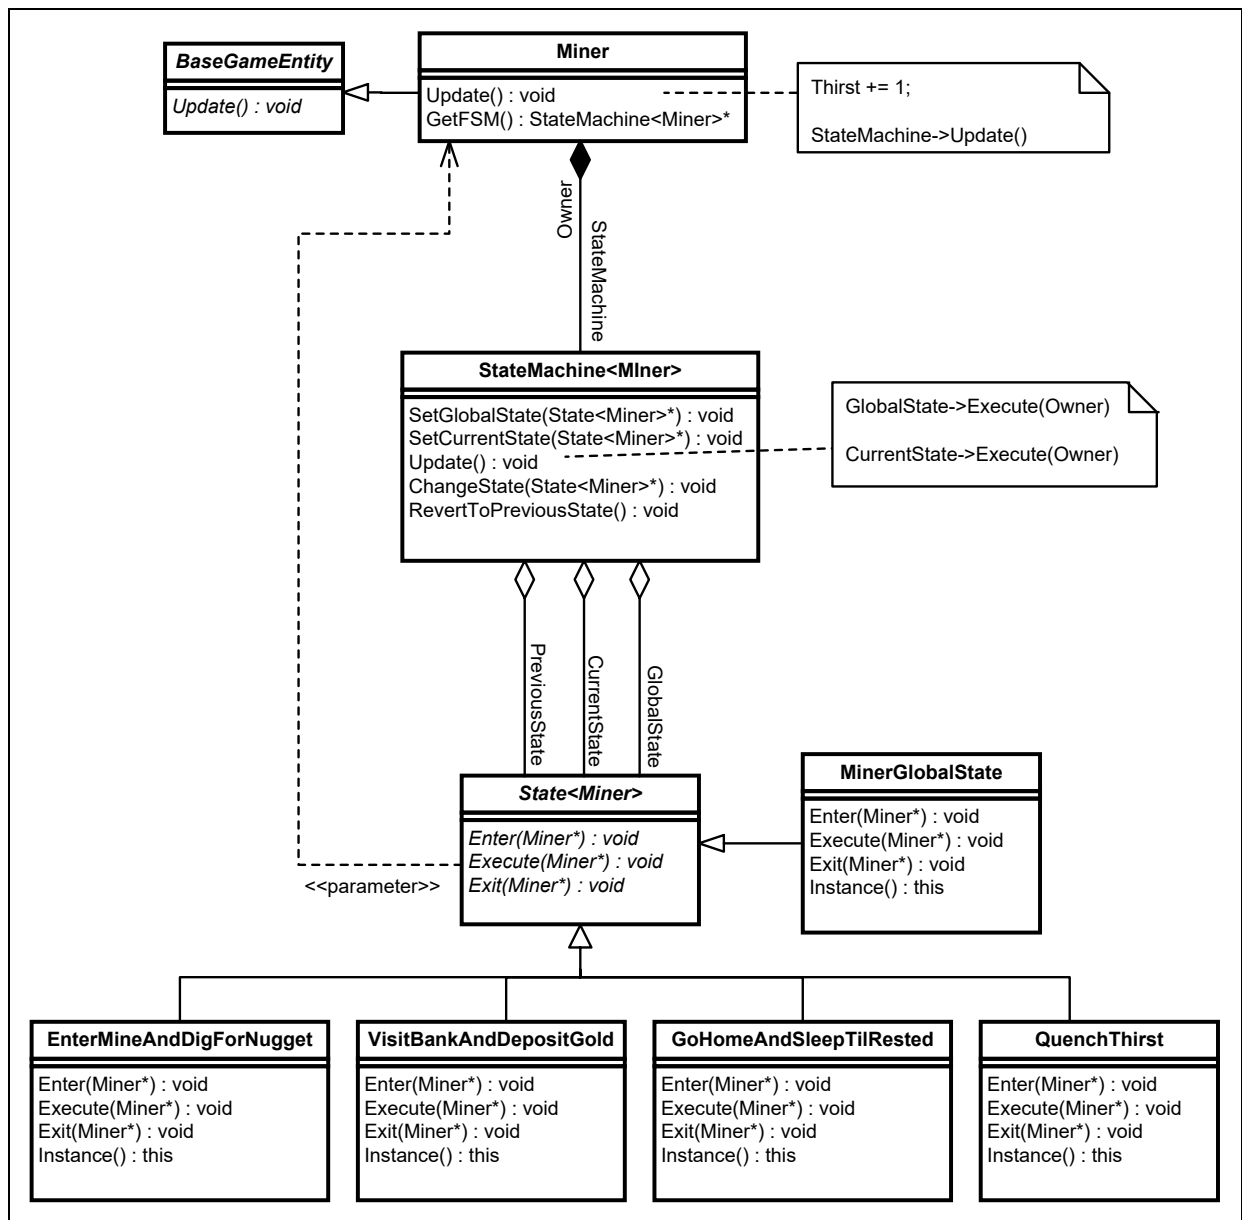 BaseGameEntity
Update() : void
Miner
Update() : void
GetFSM() : StateMachine<Miner>*
Thirst += 1;
StateMachine->Update()
Owner
StateMachine
StateMachine<MIner>
SetGlobalState(State<Miner>*) : void
SetCurrentState(State<Miner>*) : void
Update() : void
ChangeState(State<Miner>*) : void
RevertToPreviousState() : void
GlobalState->Execute(Owner)
CurrentState->Execute(Owner)
PreviousState
CurrentState
GlobalState
State<Miner>
Enter(Miner*) : void
Execute(Miner*) : void
Exit(Miner*) : void
<<parameter>>
MinerGlobalState
Enter(Miner*) : void
Execute(Miner*) : void
Exit(Miner*) : void
Instance() : this
EnterMineAndDigForNugget
Enter(Miner*) : void
Execute(Miner*) : void
Exit(Miner*) : void
Instance() : this
VisitBankAndDepositGold
Enter(Miner*) : void
Execute(Miner*) : void
Exit(Miner*) : void
Instance() : this
GoHomeAndSleepTilRested
Enter(Miner*) : void
Execute(Miner*) : void
Exit(Miner*) : void
Instance() : this
QuenchThirst
Enter(Miner*) : void
Execute(Miner*) : void
Exit(Miner*) : void
Instance() : this